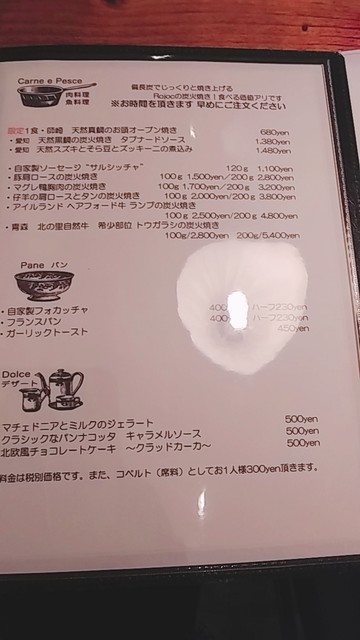 Carne e Pesce
肉料理
魚料理
備長炭でじっくりと焼き上げる
Rojocの炭火焼き！食べる価値アリです
※お時間を頂きます 早めにご注文ください
限定1食・師崎 天然真鯛のお頭オーブン焼き 680yen
・愛知 天然黒鯛の炭火焼き タプナードソース 1,380yen
・愛知 天然スズキとそら豆とズッキーニの煮込み 1,480yen
・自家製ソーセージ“サルシッチャ” 120g 1,100yen
・豚肩ロースの炭火焼き 100g 1,500yen／200g 2,800yen
・マグレ鴨胸肉の炭火焼き 100g 1,700yen／200g 3,200yen
・仔羊の肩ロースとタンの炭火焼き 100g 2,000yen／200g 3,800yen
・アイルランド ヘアフォード牛 ランプの炭火焼き
100g 2,500yen／200g 4,800yen
・青森 北の里自然牛 希少部位 トウガラシの炭火焼き
100g/2,800yen 200g/5,400yen
Pane パン
・自家製フォカッチャ 400 ハーフ230yen
・フランスパン 400 ハーフ230yen
・ガーリックトースト 450yen
Dolce
デザート
マチェドニアとミルクのジェラート 500yen
クラシックなパンナコッタ キャラメルソース 500yen
北欧風チョコレートケーキ ～クラッドカーカ～ 500yen
料金は税別価格です。また、コペルト（席料）としてお1人様300yen頂きます。